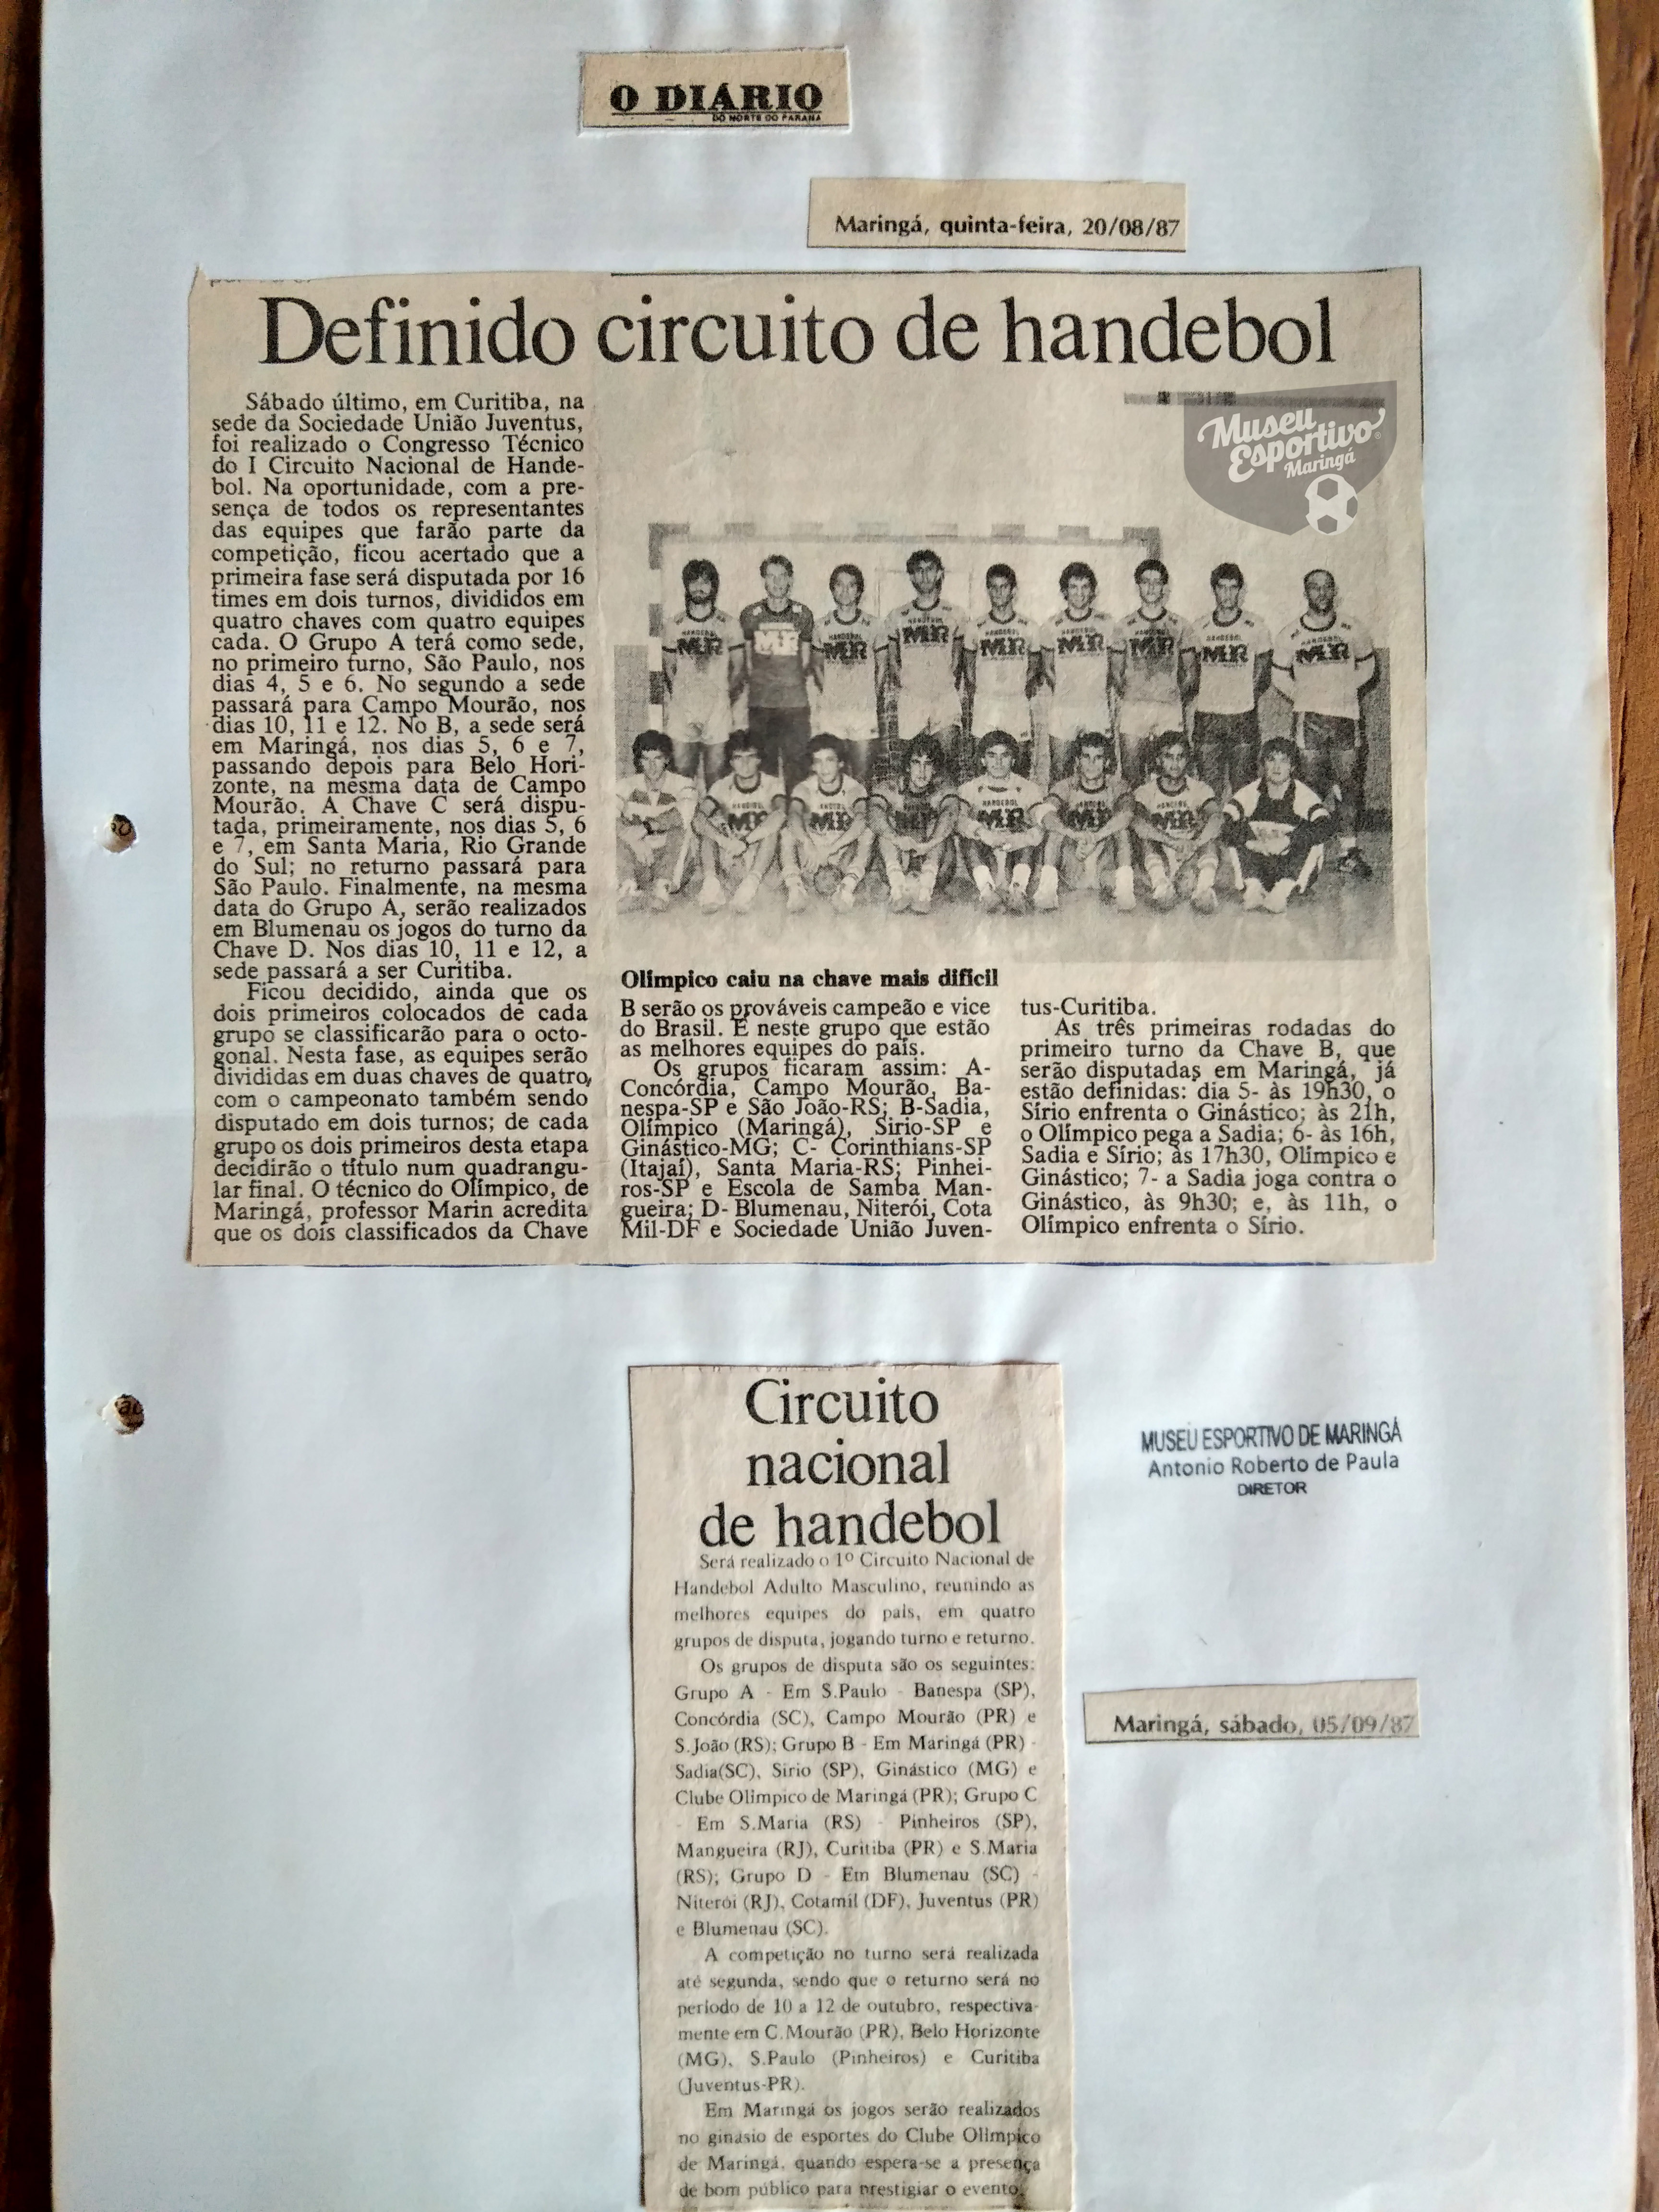 O DIÁRIO
DO NORTE DO PARANÁ
Maringá, quinta-feira, 20/08/87
Definido circuito de handebol
Sábado último, em Curitiba, na
sede da Sociedade União Juventus,
foi realizado o Congresso Técnico
do I Circuito Nacional de Hande-
bol. Na oportunidade, com a pre-
sença de todos os representantes
das equipes que farão parte da
competição, ficou acertado que a
primeira fase será disputada por 16
times em dois turnos, divididos em
quatro chaves com quatro equipes
cada. O Grupo A terá como sede,
no primeiro turno, São Paulo, nos
dias 4, 5 e 6. No segundo a sede
passará para Campo Mourão, nos
dias 10, 11 e 12. No B, a sede será
em Maringá, nos dias 5, 6 e 7,
passando depois para Belo Hori-
zonte, na mesma data de Campo
Mourão. A Chave C será dispu-
tada, primeiramente, nos dias 5, 6
e 7, em Santa Maria, Rio Grande
do Sul; no returno passará para
São Paulo. Finalmente, na mesma
data do Grupo A, serão realizados
em Blumenau os jogos do turno da
Chave D. Nos dias 10, 11 e 12, a
sede passará a ser Curitiba.
Ficou decidido, ainda que os
dois primeiros colocados de cada
grupo se classificarão para o octo-
gonal. Nesta fase, as equipes serão
divididas em duas chaves de quatro,
com o campeonato também sendo
disputado em dois turnos; de cada
grupo os dois primeiros desta etapa
decidirão o título num quadrangu-
lar final. O técnico do Olímpico, de
Maringá, professor Marin acredita
que os dois classificados da Chave
Museu
Esportivo
Maringá
HANDEBOL
MR
Olímpico caiu na chave mais difícil
B serão os prováveis campeão e vice
do Brasil. É neste grupo que estão
as melhores equipes do país.
Os grupos ficaram assim: A-
Concórdia, Campo Mourão, Ba-
nespa-SP e São João-RS; B-Sadia,
Olímpico (Maringá), Sírio-SP e
Ginástico-MG; C- Corinthians-SP
(Itajaí), Santa Maria-RS; Pinhei-
ros-SP e Escola de Samba Man-
gueira; D- Blumenau, Niterói, Cota
Mil-DF e Sociedade União Juven-
tus-Curitiba.
As três primeiras rodadas do
primeiro turno da Chave B, que
serão disputadas em Maringá, já
estão definidas: dia 5- às 19h30, o
Sírio enfrenta o Ginástico; às 21h,
o Olímpico pega a Sadia; 6- às 16h,
Sadia e Sírio; às 17h30, Olímpico e
Ginástico; 7- a Sadia joga contra o
Ginástico, às 9h30; e, às 11h, o
Olímpico enfrenta o Sírio.
Circuito
nacional
de handebol
Será realizado o 1º Circuito Nacional de
Handebol Adulto Masculino, reunindo as
melhores equipes do país, em quatro
grupos de disputa, jogando turno e returno.
Os grupos de disputa são os seguintes:
Grupo A - Em S.Paulo - Banespa (SP),
Concórdia (SC), Campo Mourão (PR) e
S.João (RS); Grupo B - Em Maringá (PR) -
Sadia(SC), Sírio (SP), Ginástico (MG) e
Clube Olímpico de Maringá (PR); Grupo C
- Em S.Maria (RS) - Pinheiros (SP),
Mangueira (RJ), Curitiba (PR) e S.Maria
(RS); Grupo D - Em Blumenau (SC) -
Niterói (RJ), Cotamil (DF), Juventus (PR)
e Blumenau (SC).
A competição no turno será realizada
até segunda, sendo que o returno será no
período de 10 a 12 de outubro, respectiva-
mente em C.Mourão (PR), Belo Horizonte
(MG), S.Paulo (Pinheiros) e Curitiba
(Juventus-PR).
Em Maringá os jogos serão realizados
no ginásio de esportes do Clube Olímpico
de Maringá, quando espera-se a presença
de bom público para prestigiar o evento.
MUSEU ESPORTIVO DE MARINGÁ
Antonio Roberto de Paula
DIRETOR
Maringá, sábado, 05/09/87